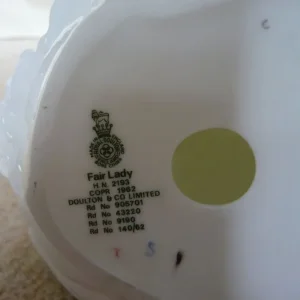 Fair Lady
H.N. 2193
COPR 1962
DOULTON & CO LIMITED
Rd No 905701
Rd No 43220
Rd No 9190
Rd No 140/62
T S